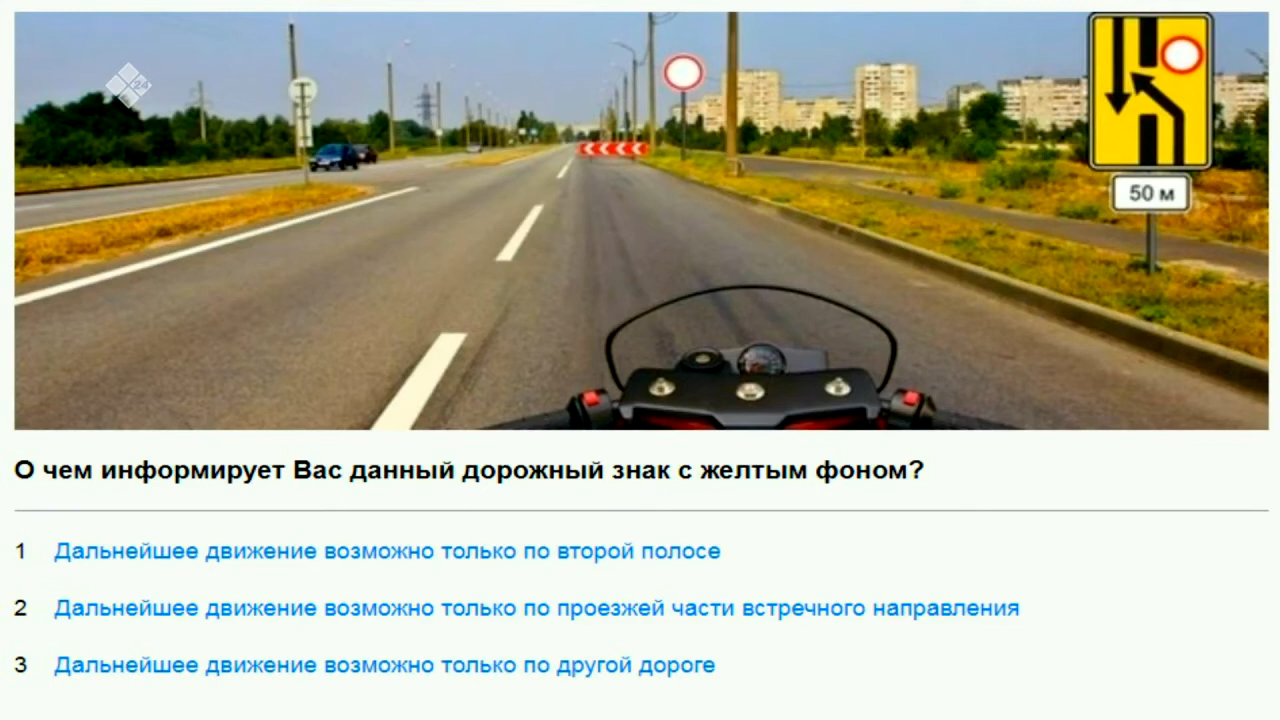 24
50 м
О чем информирует Вас данный дорожный знак с желтым фоном?
1 Дальнейшее движение возможно только по второй полосе
2 Дальнейшее движение возможно только по проезжей части встречного направления
3 Дальнейшее движение возможно только по другой дороге